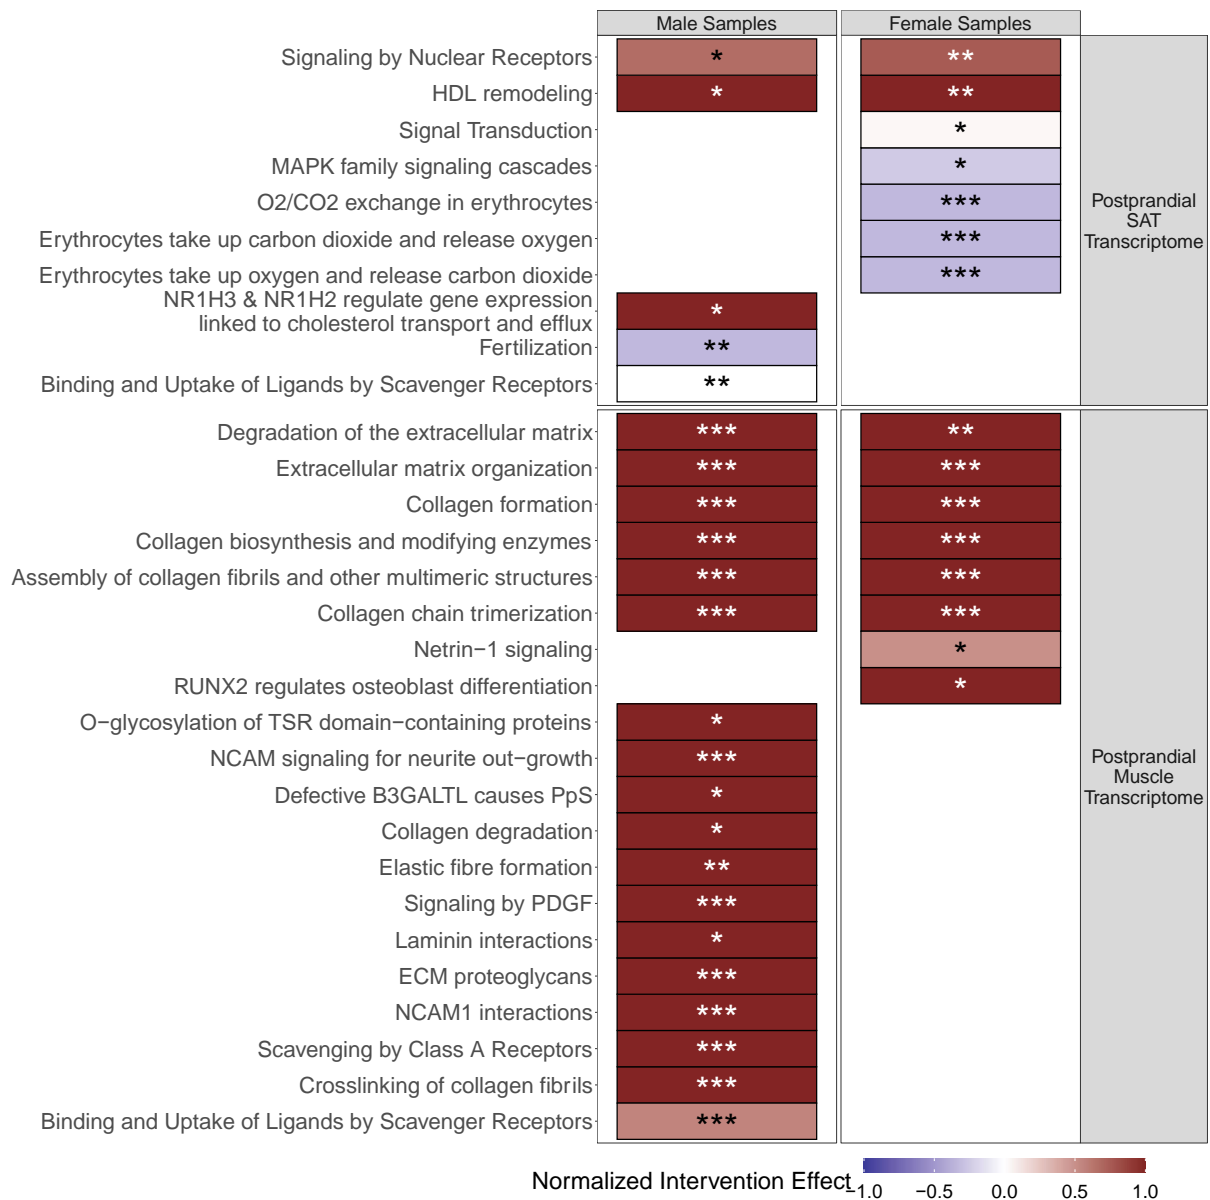 Male Samples
Female Samples
Signaling by Nuclear Receptors
*
**
HDL remodeling
*
**
Signal Transduction
*
MAPK family signaling cascades
*
O2/CO2 exchange in erythrocytes
***
Erythrocytes take up carbon dioxide and release oxygen
***
Erythrocytes take up oxygen and release carbon dioxide
***
NR1H3 & NR1H2 regulate gene expression
linked to cholesterol transport and efflux
*
Fertilization
**
Binding and Uptake of Ligands by Scavenger Receptors
**
Postprandial
SAT
Transcriptome
Degradation of the extracellular matrix
***
**
Extracellular matrix organization
***
***
Collagen formation
***
***
Collagen biosynthesis and modifying enzymes
***
***
Assembly of collagen fibrils and other multimeric structures
***
***
Collagen chain trimerization
***
***
Netrin−1 signaling
*
RUNX2 regulates osteoblast differentiation
*
O−glycosylation of TSR domain−containing proteins
*
NCAM signaling for neurite out−growth
***
Defective B3GALTL causes PpS
*
Collagen degradation
*
Elastic fibre formation
**
Signaling by PDGF
***
Laminin interactions
*
ECM proteoglycans
***
NCAM1 interactions
***
Scavenging by Class A Receptors
***
Crosslinking of collagen fibrils
***
Binding and Uptake of Ligands by Scavenger Receptors
***
Postprandial
Muscle
Transcriptome
Normalized Intervention Effect
−1.0 −0.5 0.0 0.5 1.0